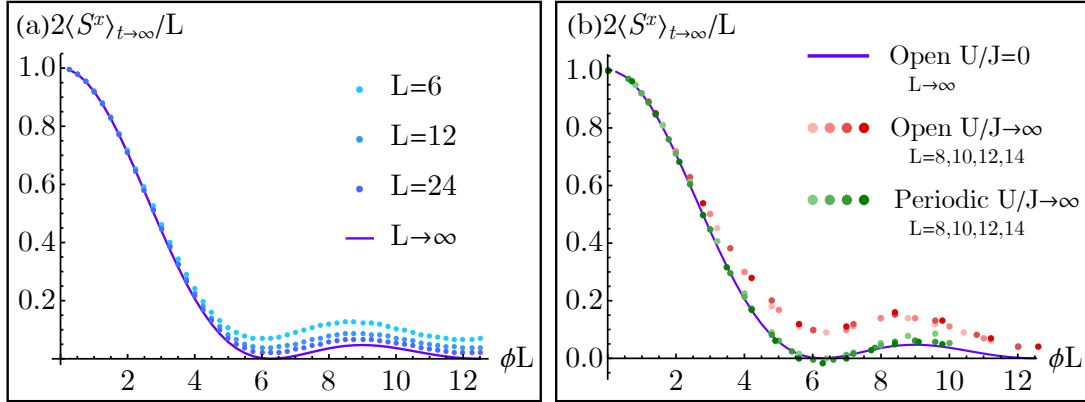 (a) 2⟨Sˣ⟩ₜ→∞/L
1.0
0.8
0.6
0.4
0.2
2
4
6
8
10
12
ϕL
L=6
L=12
L=24
L→∞
(b) 2⟨Sˣ⟩ₜ→∞/L
1.0
0.8
0.6
0.4
0.2
0.0
2
4
6
8
10
12
ϕL
Open U/J=0
L→∞
Open U/J→∞
L=8,10,12,14
Periodic U/J→∞
L=8,10,12,14